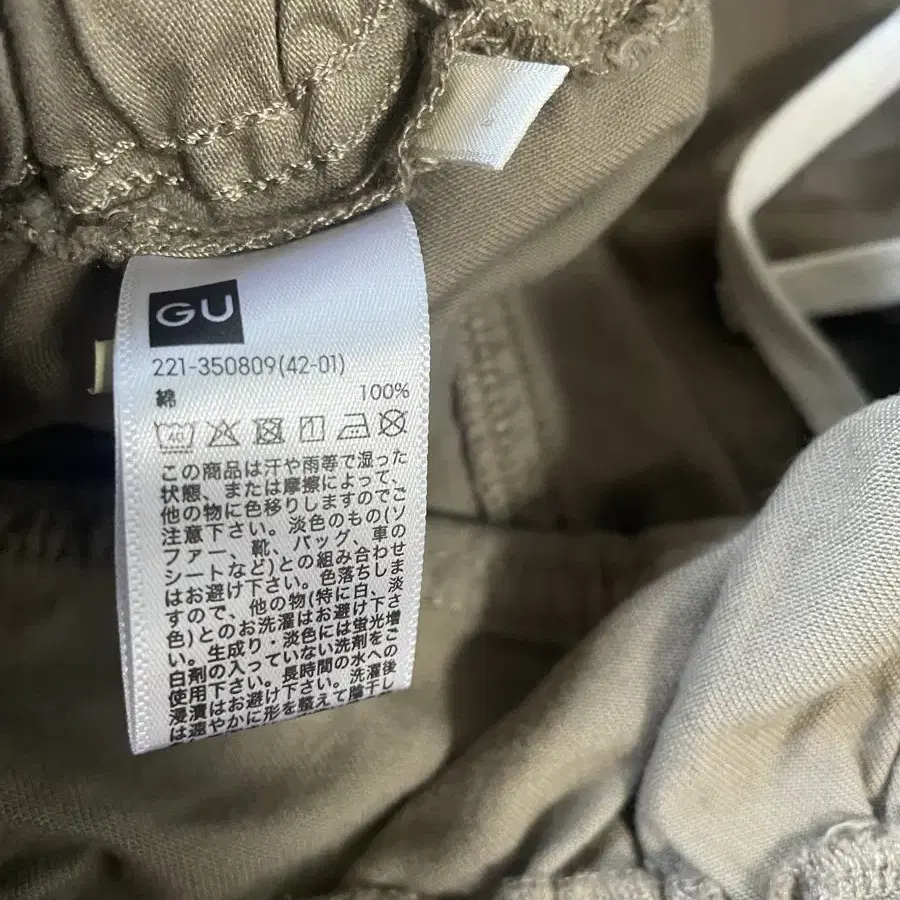 GU
221-350809(42-01)
綿 100%
40
この商品は汗や雨等で湿った
状態、または摩擦によって、
他の物に色移りしますのでご
注意下さい。淡色のもの(ソ
ファー、靴、バッグ、車の
シートなど)との組み合わせ
はお避け下さい。色落ちしま
すので、他の物(特に白、淡
色)とのお洗濯はお避け下さ
い。生成り・淡色には蛍光増
白剤の入っていない洗剤をご
使用下さい。長時間の水への
浸漬はお避け下さい。洗濯後
は速やかに形を整えて陰干し